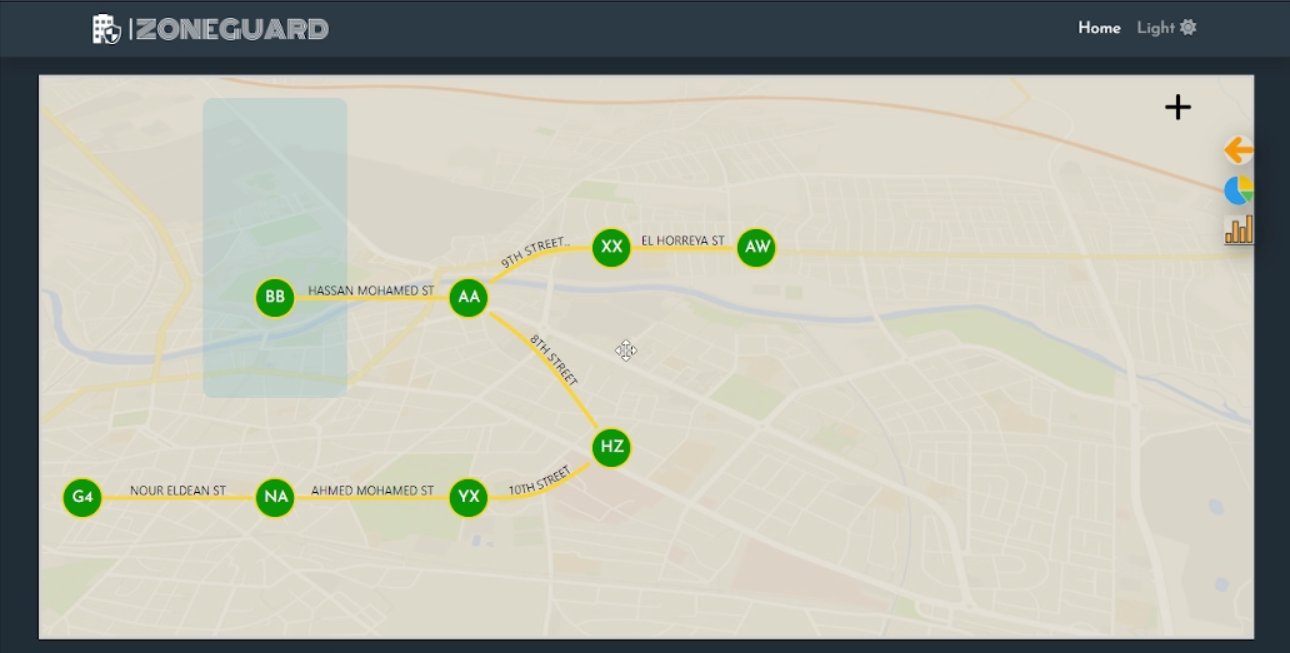 ZONEGUARD
Home Light
9TH STREET..
XX
EL HORREYA ST
AW
BB
HASSAN MOHAMED ST
AA
8TH STREET
HZ
G4
NOUR ELDEAN ST
NA
AHMED MOHAMED ST
YX
10TH STREET